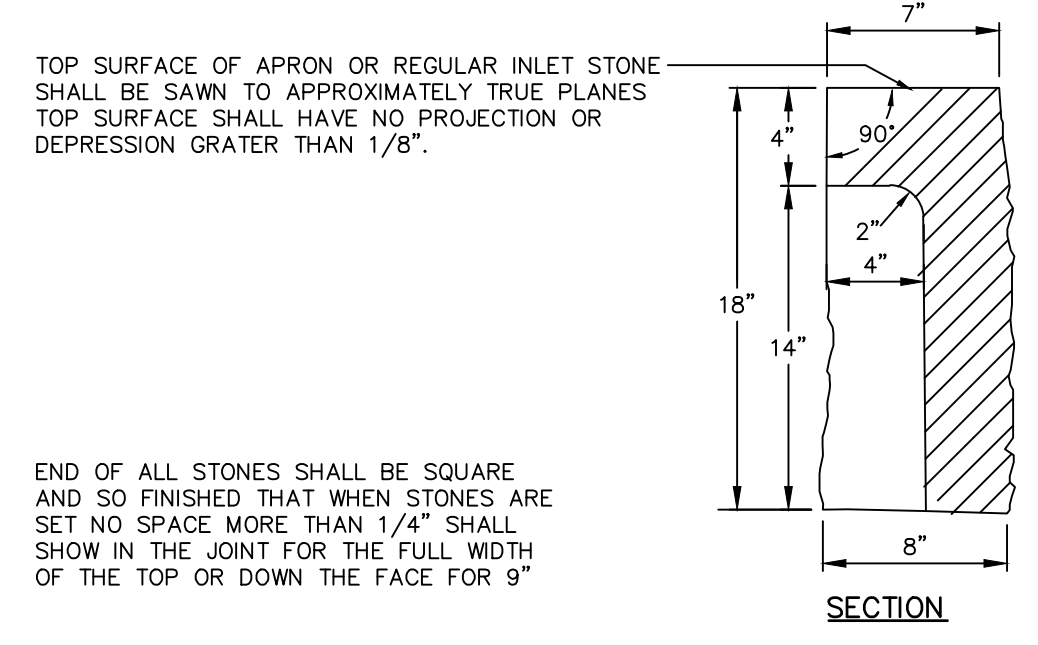 7"
TOP SURFACE OF APRON OR REGULAR INLET STONE
SHALL BE SAWN TO APPROXIMATELY TRUE PLANES
TOP SURFACE SHALL HAVE NO PROJECTION OR
DEPRESSION GRATER THAN 1/8".
4"
90°
2"
4"
18"
14"
END OF ALL STONES SHALL BE SQUARE
AND SO FINISHED THAT WHEN STONES ARE
SET NO SPACE MORE THAN 1/4" SHALL
SHOW IN THE JOINT FOR THE FULL WIDTH
OF THE TOP OR DOWN THE FACE FOR 9"
8"
SECTION